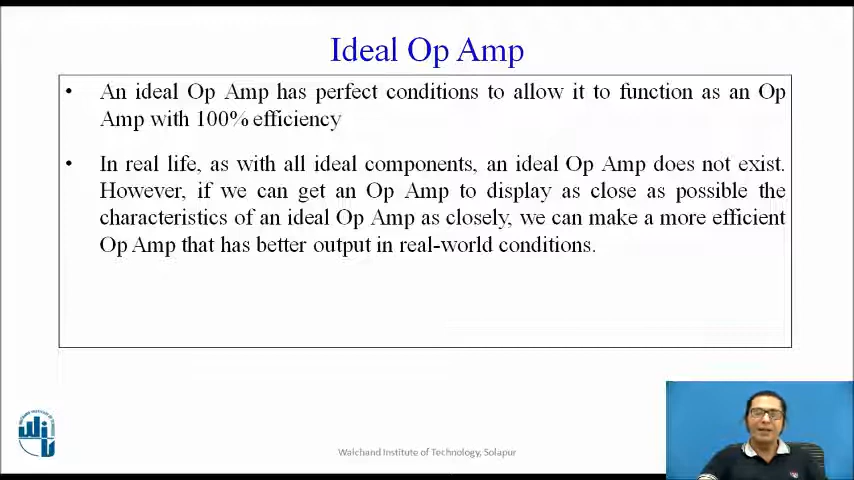 Ideal Op Amp
• An ideal Op Amp has perfect conditions to allow it to function as an Op
Amp with 100% efficiency
• In real life, as with all ideal components, an ideal Op Amp does not exist.
However, if we can get an Op Amp to display as close as possible the
characteristics of an ideal Op Amp as closely, we can make a more efficient
Op Amp that has better output in real-world conditions.
Walchand Institute of Technology, Solapur